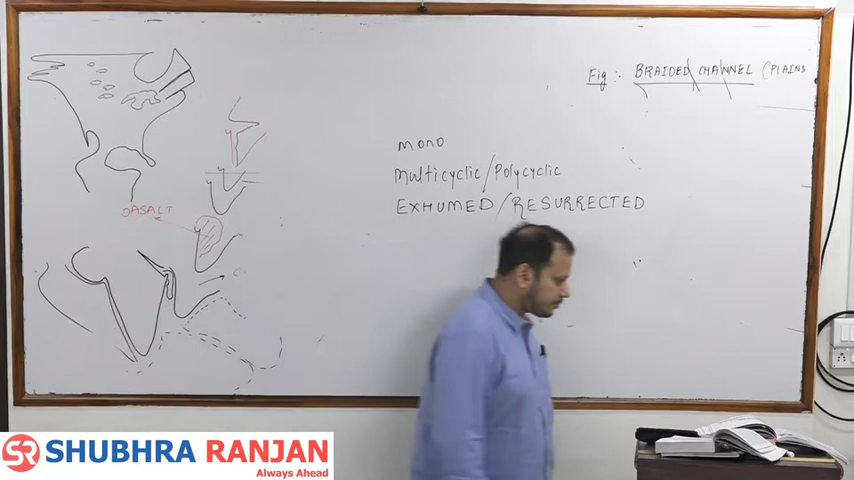 Fig :- BRAIDED CHANNEL (PLAINS
mono
Multicyclic/Polycyclic
EXHUMED/RESURRECTED
BASALT
SR SHUBHRA RANJAN
Always Ahead